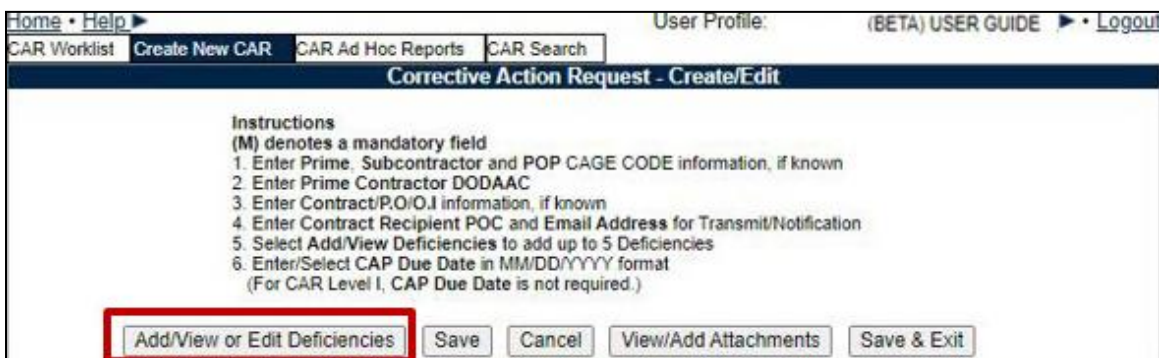 Home • Help ▶ User Profile: (BETA) USER GUIDE ▶ • Logout
CAR Worklist Create New CAR CAR Ad Hoc Reports CAR Search
Corrective Action Request - Create/Edit
Instructions
(M) denotes a mandatory field
1. Enter Prime, Subcontractor and POP CAGE CODE information, if known
2. Enter Prime Contractor DODAAC
3. Enter Contract/P.O/O.I information, if known
4. Enter Contract Recipient POC and Email Address for Transmit/Notification
5. Select Add/View Deficiencies to add up to 5 Deficiencies
6. Enter/Select CAP Due Date in MM/DD/YYYY format
(For CAR Level I, CAP Due Date is not required.)
Add/View or Edit Deficiencies Save Cancel View/Add Attachments Save & Exit